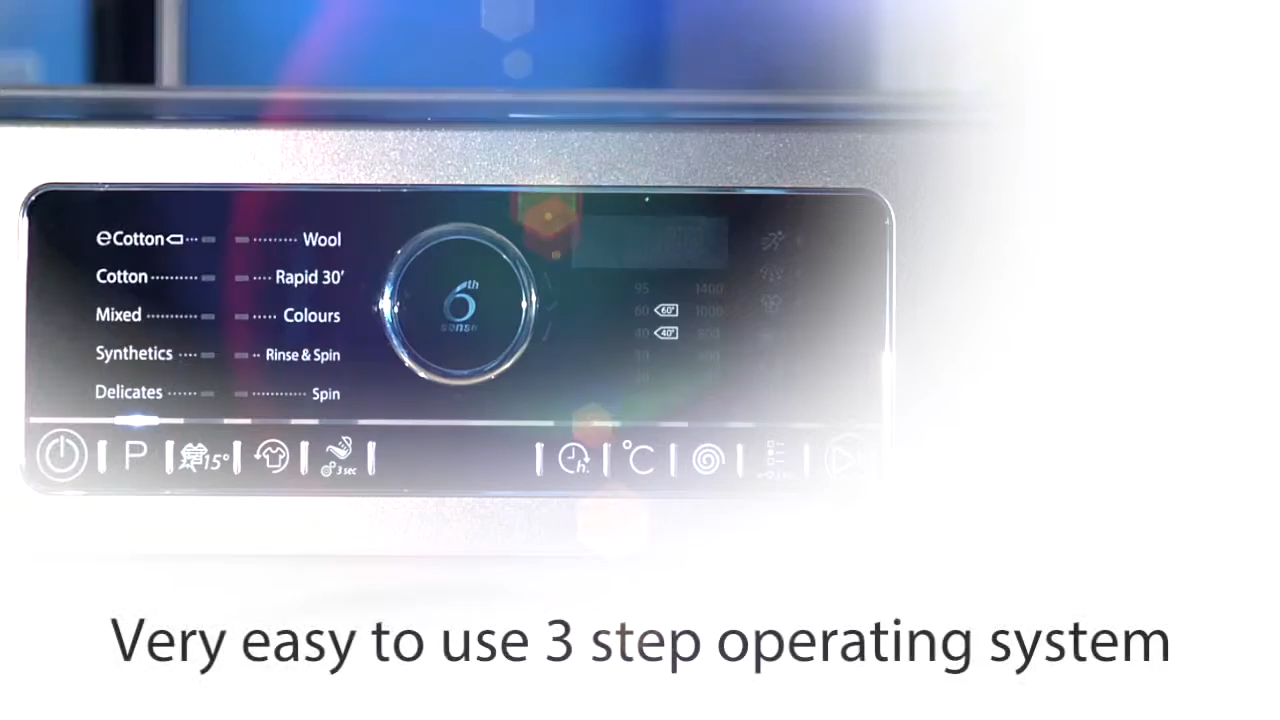 eCotton Wool
Cotton Rapid 30'
Mixed Colours
Synthetics Rinse & Spin
Delicates Spin
6th
sense
95 1400
60 60° 1000
40 40°
P 15° 3 sec h. °C
Very easy to use 3 step operating system